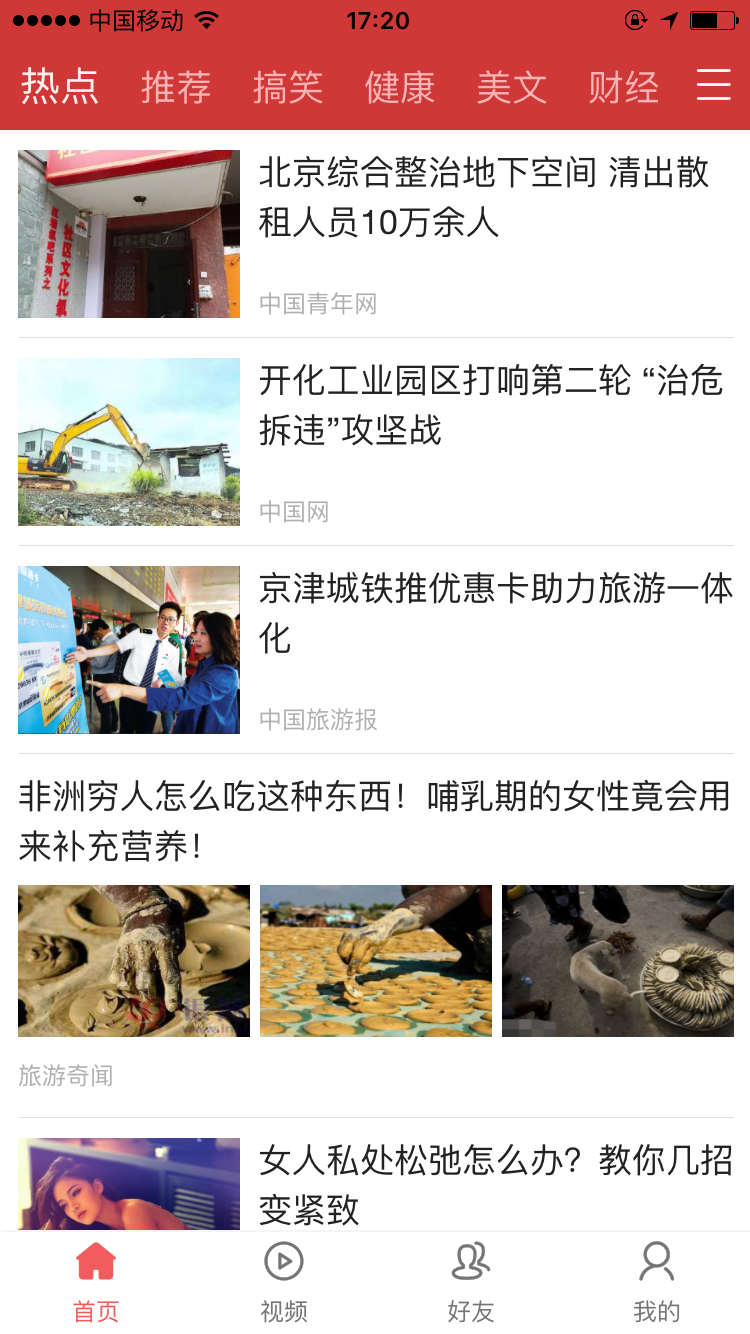 中国移动
17:20
热点 推荐 搞笑 健康 美文 财经
北京综合整治地下空间 清出散
租人员10万余人
中国青年网
社区文化氛
开化工业园区打响第二轮 “治危
拆违”攻坚战
中国网
京津城铁推优惠卡助力旅游一体
化
中国旅游报
非洲穷人怎么吃这种东西！哺乳期的女性竟会用
来补充营养！
旅游奇闻
女人私处松弛怎么办？教你几招
变紧致
首页 视频 好友 我的